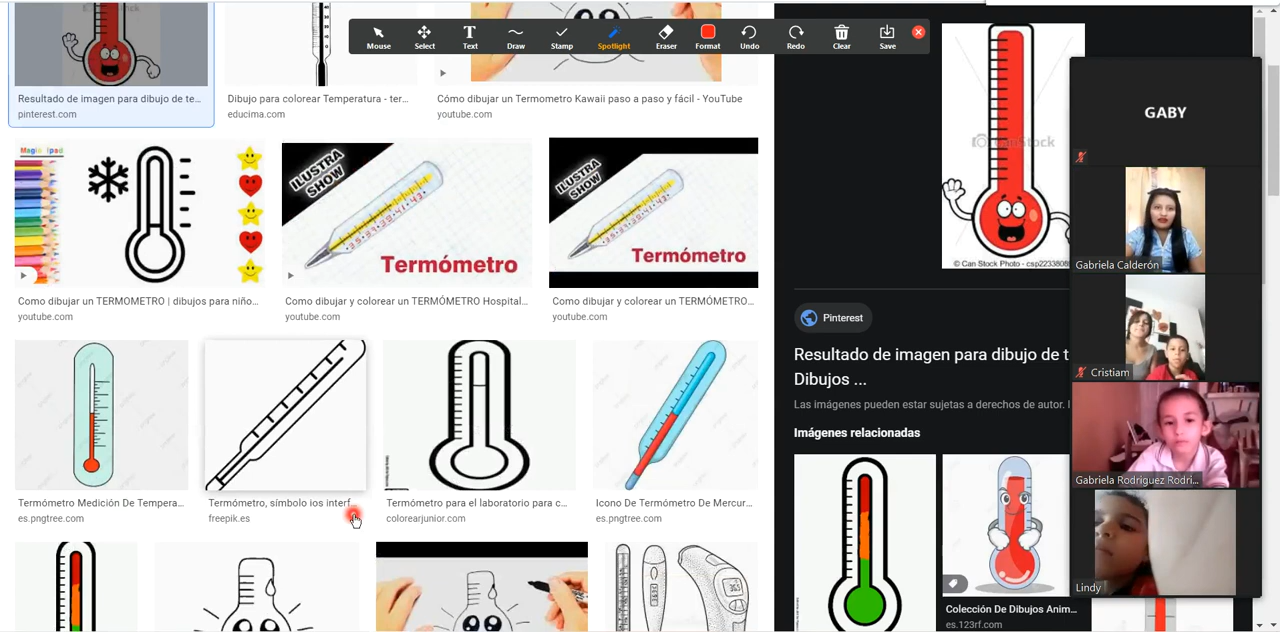 Mouse
Select
Text
Draw
Stamp
Spotlight
Eraser
Format
Undo
Redo
Clear
Save
Resultado de imagen para dibujo de te...
pinterest.com
Dibujo para colorear Temperatura - ter...
educima.com
Cómo dibujar un Termometro Kawaii paso a paso y fácil - YouTube
youtube.com
Magic Ipad
ILUSTRA
SHOW
Termómetro
ILUSTRA
SHOW
Termómetro
Como dibujar un TERMOMETRO | dibujos para niño...
youtube.com
Como dibujar y colorear un TERMÓMETRO Hospital...
youtube.com
Como dibujar y colorear un TERMÓMETRO...
youtube.com
Termómetro Medición De Tempera...
es.pngtree.com
Termómetro, símbolo ios interf...
freepik.es
Termómetro para el laboratorio para c...
colorearjunior.com
Icono De Termómetro De Mercur...
es.pngtree.com
CanStock
© Can Stock Photo - csp2233808
Pinterest
Resultado de imagen para dibujo de t
Dibujos ...
Las imágenes pueden estar sujetas a derechos de autor.
Imágenes relacionadas
Colección De Dibujos Anim...
es.123rf.com
GABY
Gabriela Calderón
Cristiam
Gabriela Rodriguez Rodri...
Lindy